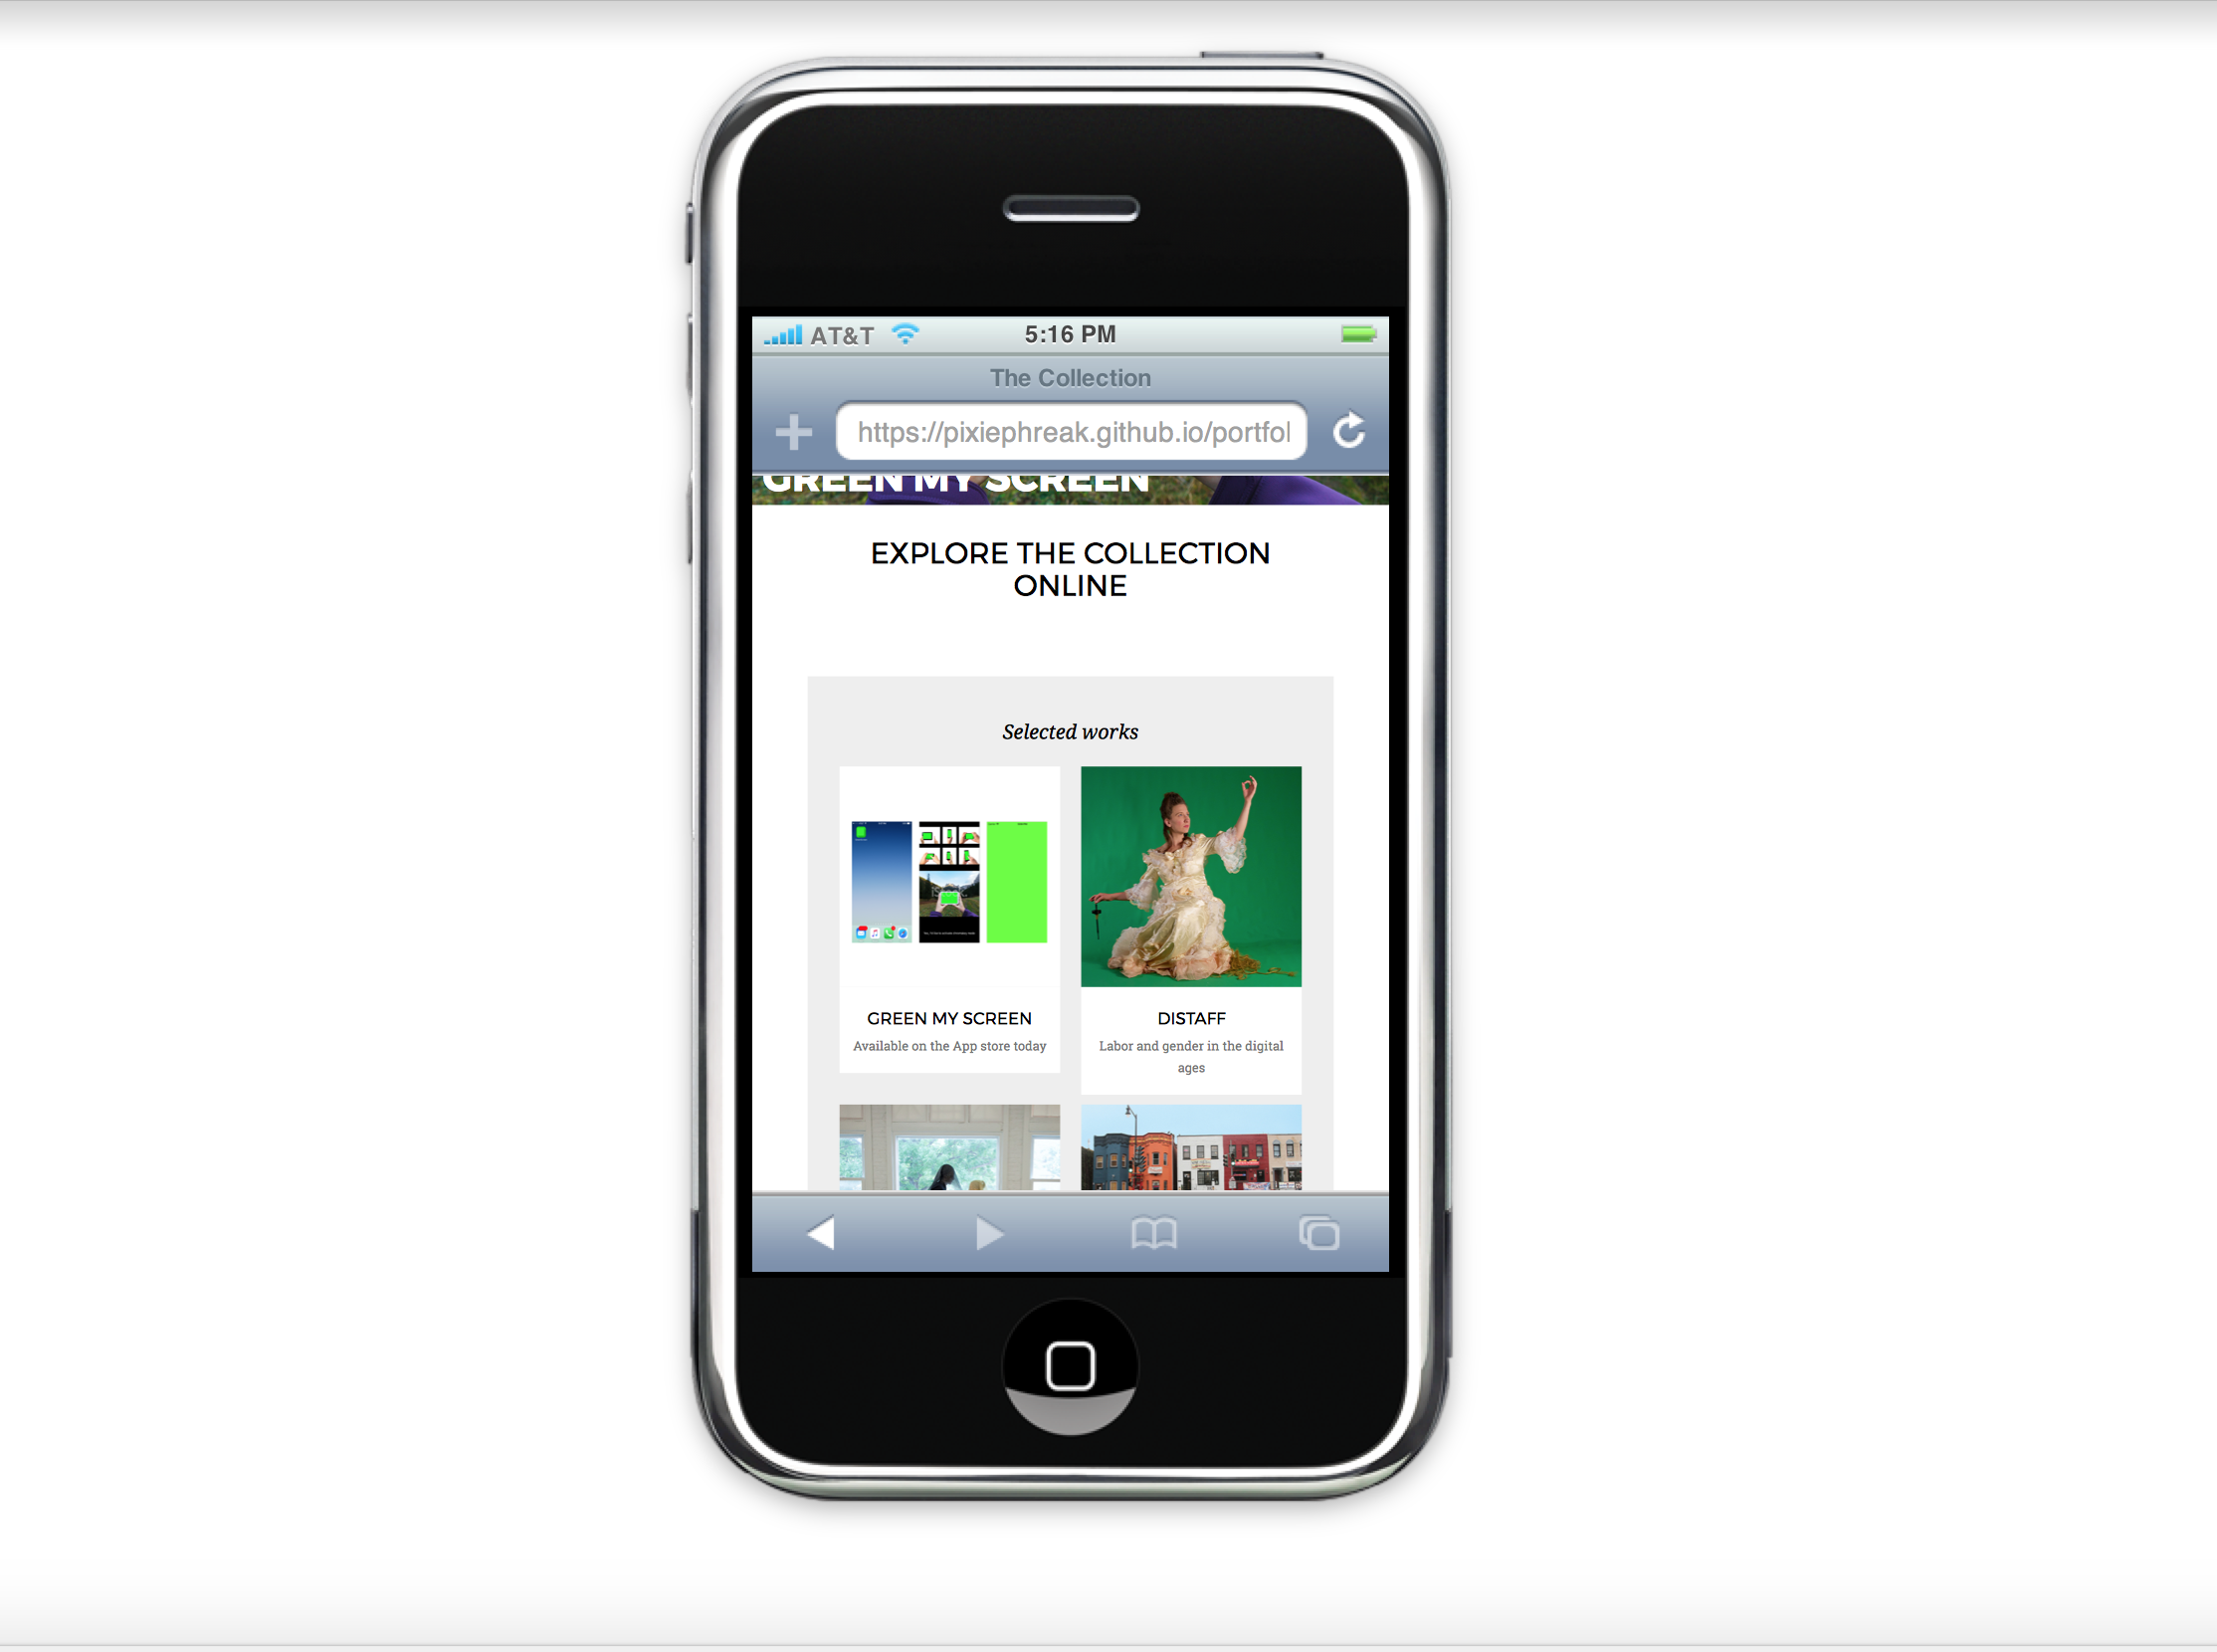 AT&T 5:16 PM
The Collection
https://pixiephreak.github.io/portfol
GREEN MY SCREEN
EXPLORE THE COLLECTION
ONLINE
Selected works
GREEN MY SCREEN
Available on the App store today
DISTAFF
Labor and gender in the digital
ages